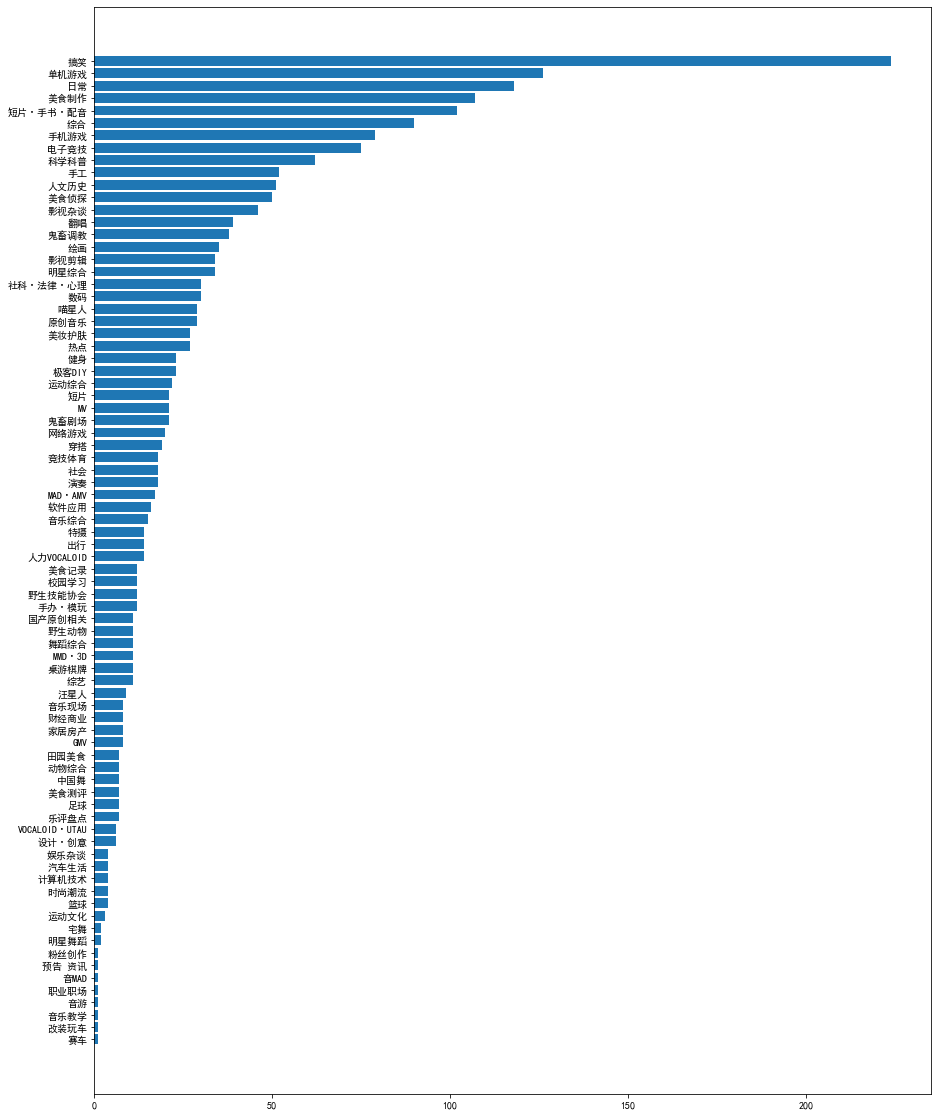 搞笑
单机游戏
日常
美食制作
短片·手书·配音
综合
手机游戏
电子竞技
科学科普
手工
人文历史
美食侦探
影视杂谈
翻唱
鬼畜调教
绘画
影视剪辑
明星综合
社科·法律·心理
数码
喵星人
原创音乐
美妆护肤
热点
健身
极客DIY
运动综合
短片
MV
鬼畜剧场
网络游戏
穿搭
竞技体育
社会
演奏
MAD·AMV
软件应用
音乐综合
特摄
出行
人力VOCALOID
美食记录
校园学习
野生技能协会
手办·模玩
国产原创相关
野生动物
舞蹈综合
MMD·3D
桌游棋牌
综艺
汪星人
音乐现场
财经商业
家居房产
GMV
田园美食
动物综合
中国舞
美食测评
足球
乐评盘点
VOCALOID·UTAU
设计·创意
娱乐杂谈
汽车生活
计算机技术
时尚潮流
篮球
运动文化
宅舞
明星舞蹈
粉丝创作
预告 资讯
音MAD
职业职场
音游
音乐教学
改装玩车
赛车
0 50 100 150 200